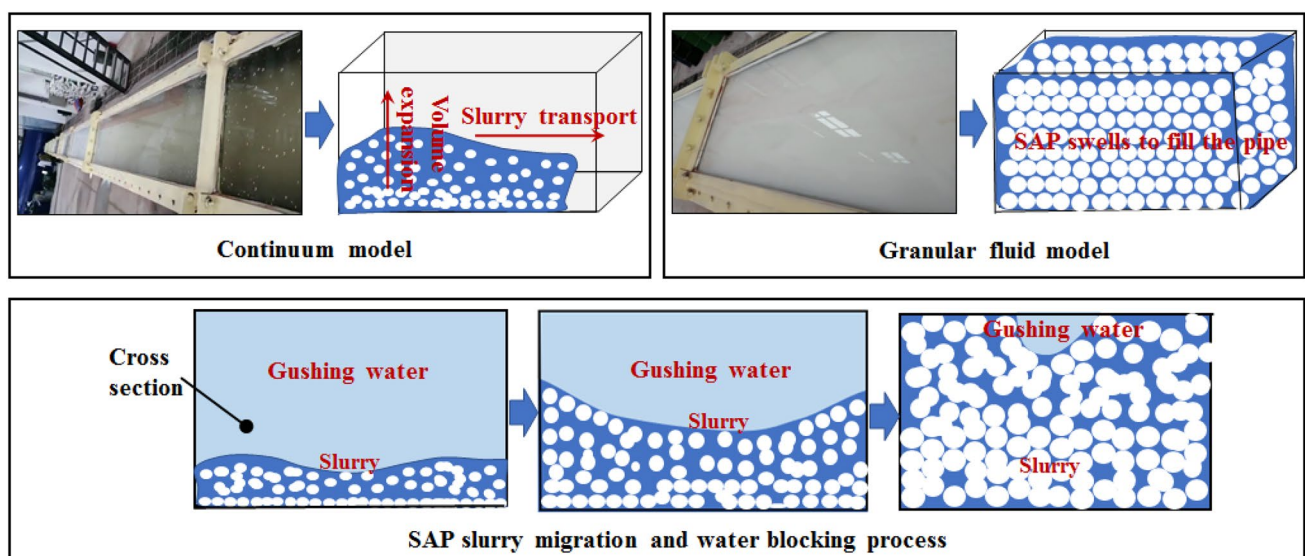 Volume
expansion
Slurry transport
Continuum model
SAP swells to fill the pipe
Granular fluid model
Cross
section
Gushing water
Slurry
Gushing water
Slurry
Gushing water
Slurry
SAP slurry migration and water blocking process